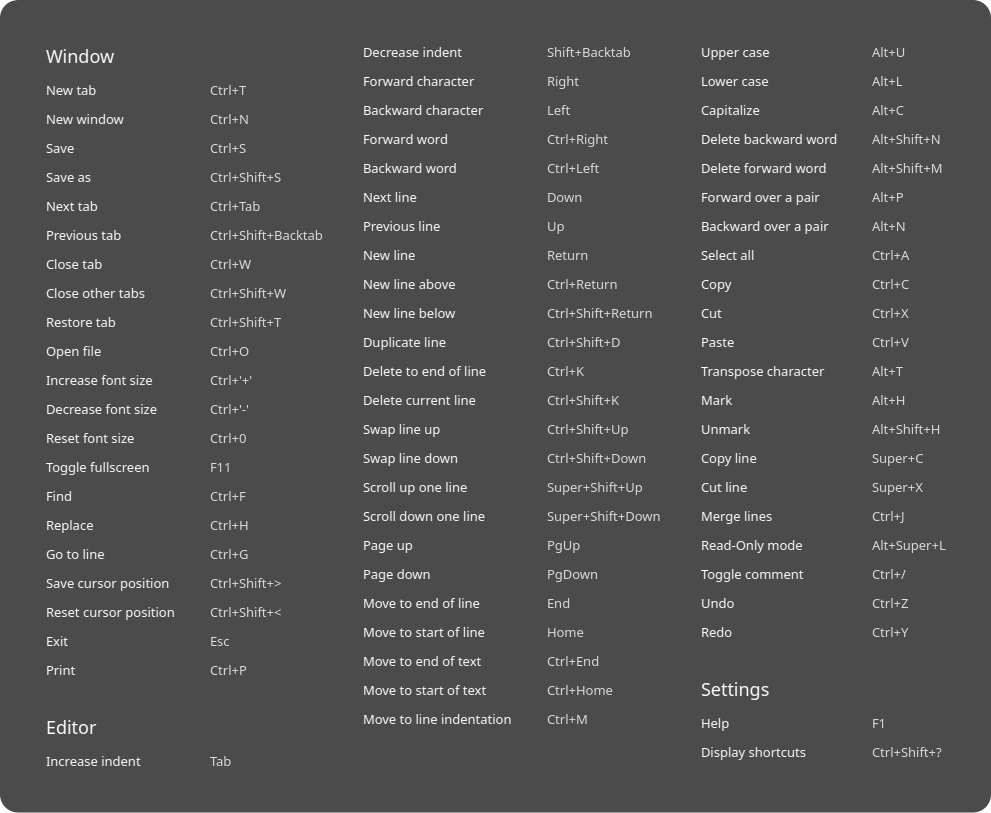 Window
New tab Ctrl+T
New window Ctrl+N
Save Ctrl+S
Save as Ctrl+Shift+S
Next tab Ctrl+Tab
Previous tab Ctrl+Shift+Backtab
Close tab Ctrl+W
Close other tabs Ctrl+Shift+W
Restore tab Ctrl+Shift+T
Open file Ctrl+O
Increase font size Ctrl+'+'
Decrease font size Ctrl+'-'
Reset font size Ctrl+0
Toggle fullscreen F11
Find Ctrl+F
Replace Ctrl+H
Go to line Ctrl+G
Save cursor position Ctrl+Shift+>
Reset cursor position Ctrl+Shift+<
Exit Esc
Print Ctrl+P
Editor
Increase indent Tab
Decrease indent Shift+Backtab
Forward character Right
Backward character Left
Forward word Ctrl+Right
Backward word Ctrl+Left
Next line Down
Previous line Up
New line Return
New line above Ctrl+Return
New line below Ctrl+Shift+Return
Duplicate line Ctrl+Shift+D
Delete to end of line Ctrl+K
Delete current line Ctrl+Shift+K
Swap line up Ctrl+Shift+Up
Swap line down Ctrl+Shift+Down
Scroll up one line Super+Shift+Up
Scroll down one line Super+Shift+Down
Page up PgUp
Page down PgDown
Move to end of line End
Move to start of line Home
Move to end of text Ctrl+End
Move to start of text Ctrl+Home
Move to line indentation Ctrl+M
Upper case Alt+U
Lower case Alt+L
Capitalize Alt+C
Delete backward word Alt+Shift+N
Delete forward word Alt+Shift+M
Forward over a pair Alt+P
Backward over a pair Alt+N
Select all Ctrl+A
Copy Ctrl+C
Cut Ctrl+X
Paste Ctrl+V
Transpose character Alt+T
Mark Alt+H
Unmark Alt+Shift+H
Copy line Super+C
Cut line Super+X
Merge lines Ctrl+J
Read-Only mode Alt+Super+L
Toggle comment Ctrl+/
Undo Ctrl+Z
Redo Ctrl+Y
Settings
Help F1
Display shortcuts Ctrl+Shift+?